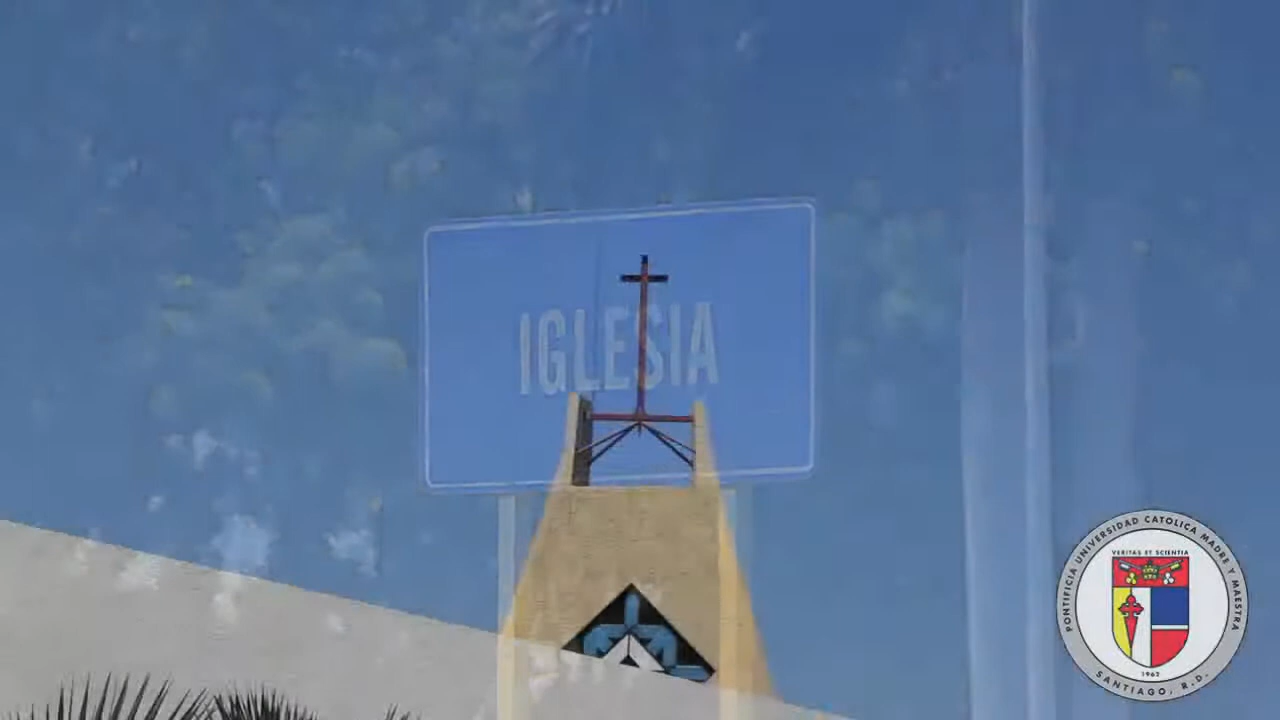 IGLESIA
PONTIFICIA UNIVERSIDAD CATOLICA MADRE Y MAESTRA
VERITAS ET SCIENTIA
1962
SANTIAGO, R.D.